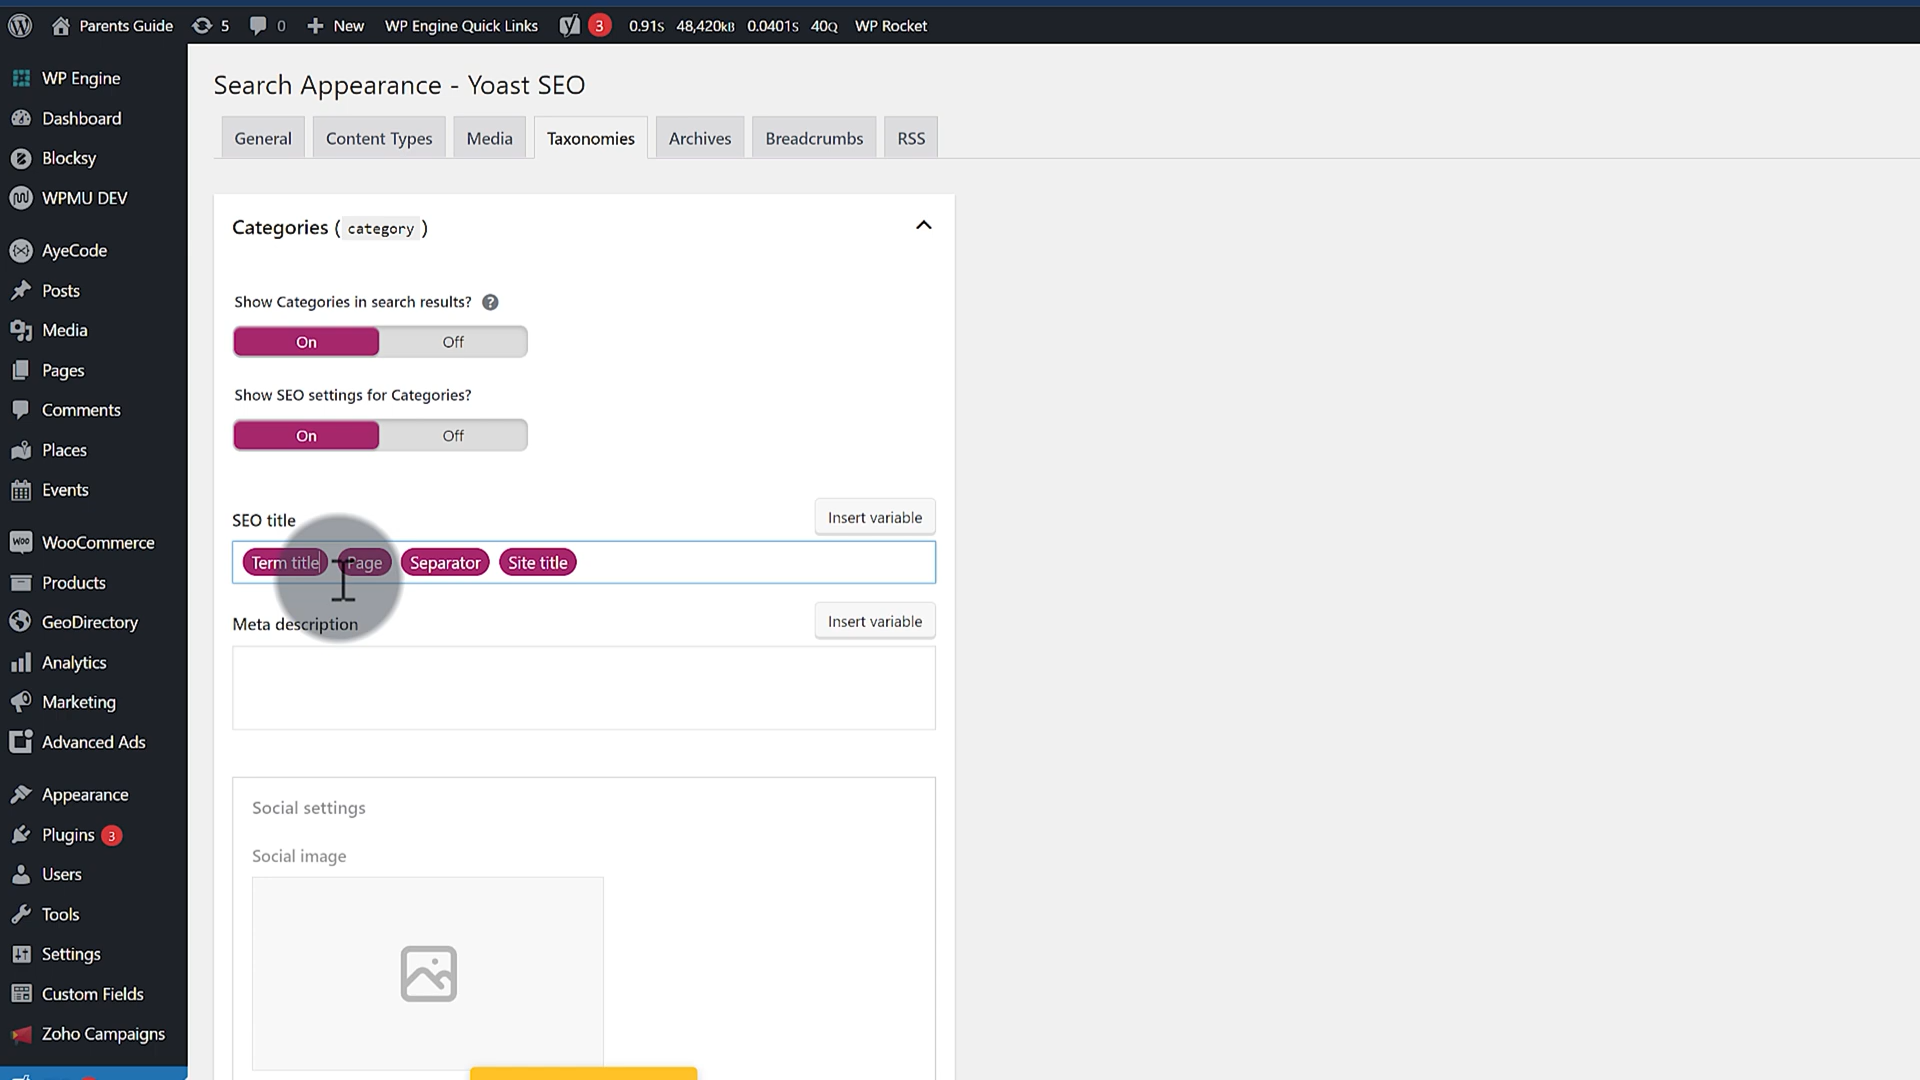 Parents Guide 5 0 New WP Engine Quick Links 3 0.91s 48,420kB 0.0401s 40Q WP Rocket
WP Engine
Dashboard
Blocksy
WPMU DEV
AyeCode
Posts
Media
Pages
Comments
Places
Events
WooCommerce
Products
GeoDirectory
Analytics
Marketing
Advanced Ads
Appearance
Plugins 3
Users
Tools
Settings
Custom Fields
Zoho Campaigns
Search Appearance - Yoast SEO
General Content Types Media Taxonomies Archives Breadcrumbs RSS
Categories ( category )
Show Categories in search results? ?
On Off
Show SEO settings for Categories?
On Off
SEO title Insert variable
Term title Page Separator Site title
Meta description Insert variable
Social settings
Social image